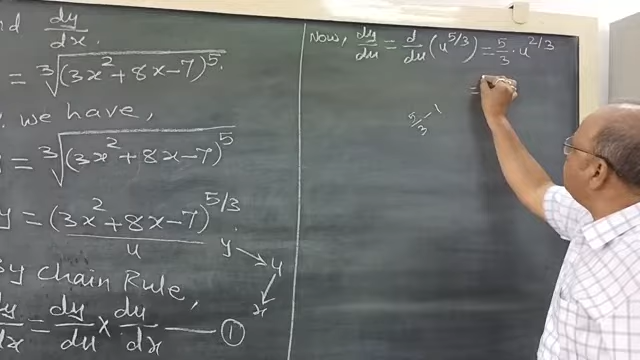 nd dy/dx.
= ∛(3x²+8x-7)⁵.
we have,
= ∛(3x²+8x-7)⁵
y = (3x²+8x-7)^5/3.
u
y
u
x
By Chain Rule,
dy/dx = dy/du × du/dx — ①
Now, dy/du = d/du (u^5/3) = 5/3 · u^2/3
=
5/3 - 1